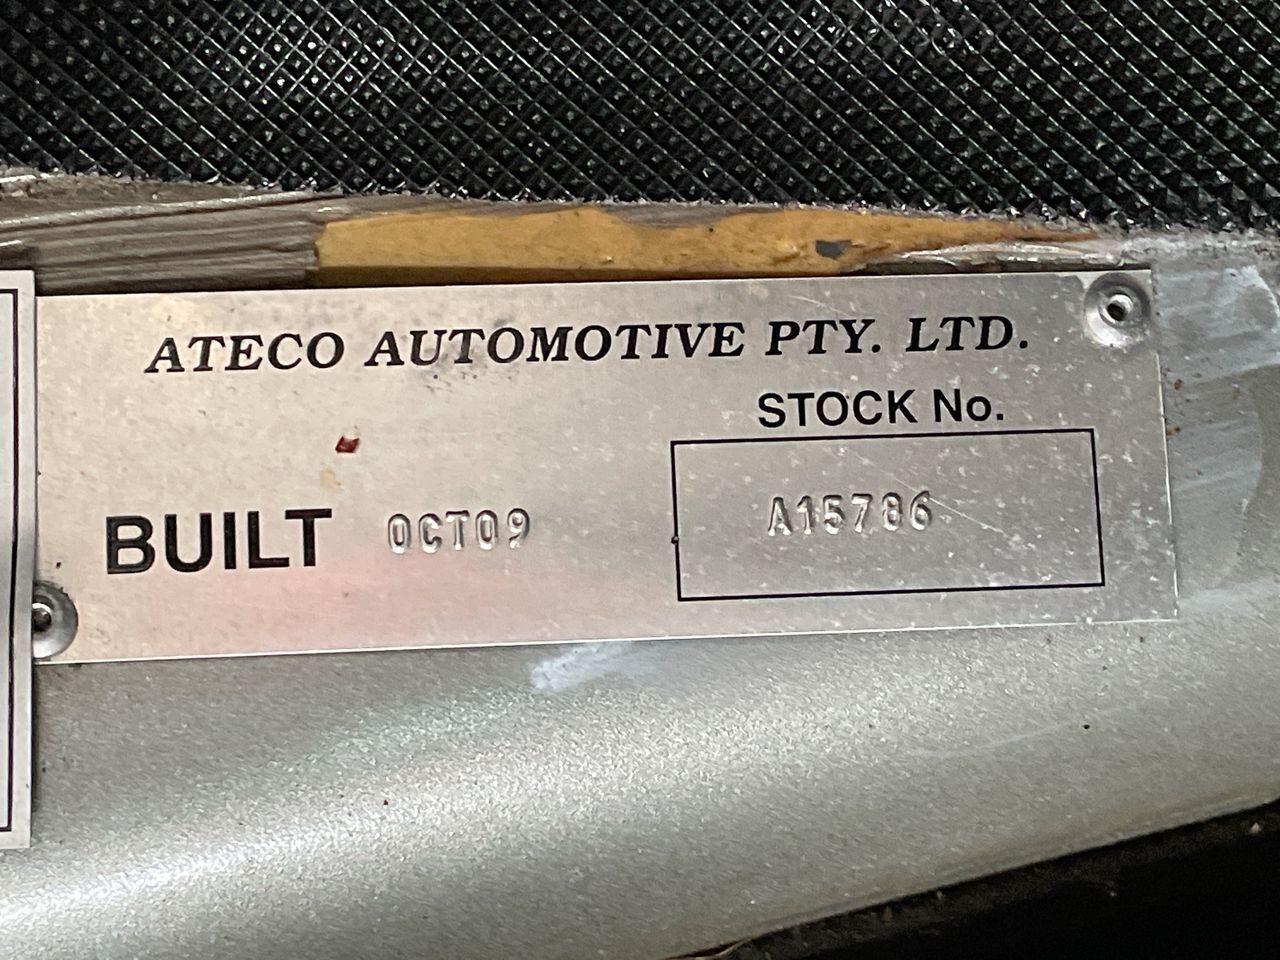 ATECO AUTOMOTIVE PTY. LTD.
STOCK No.
BUILT OCT09
A15786